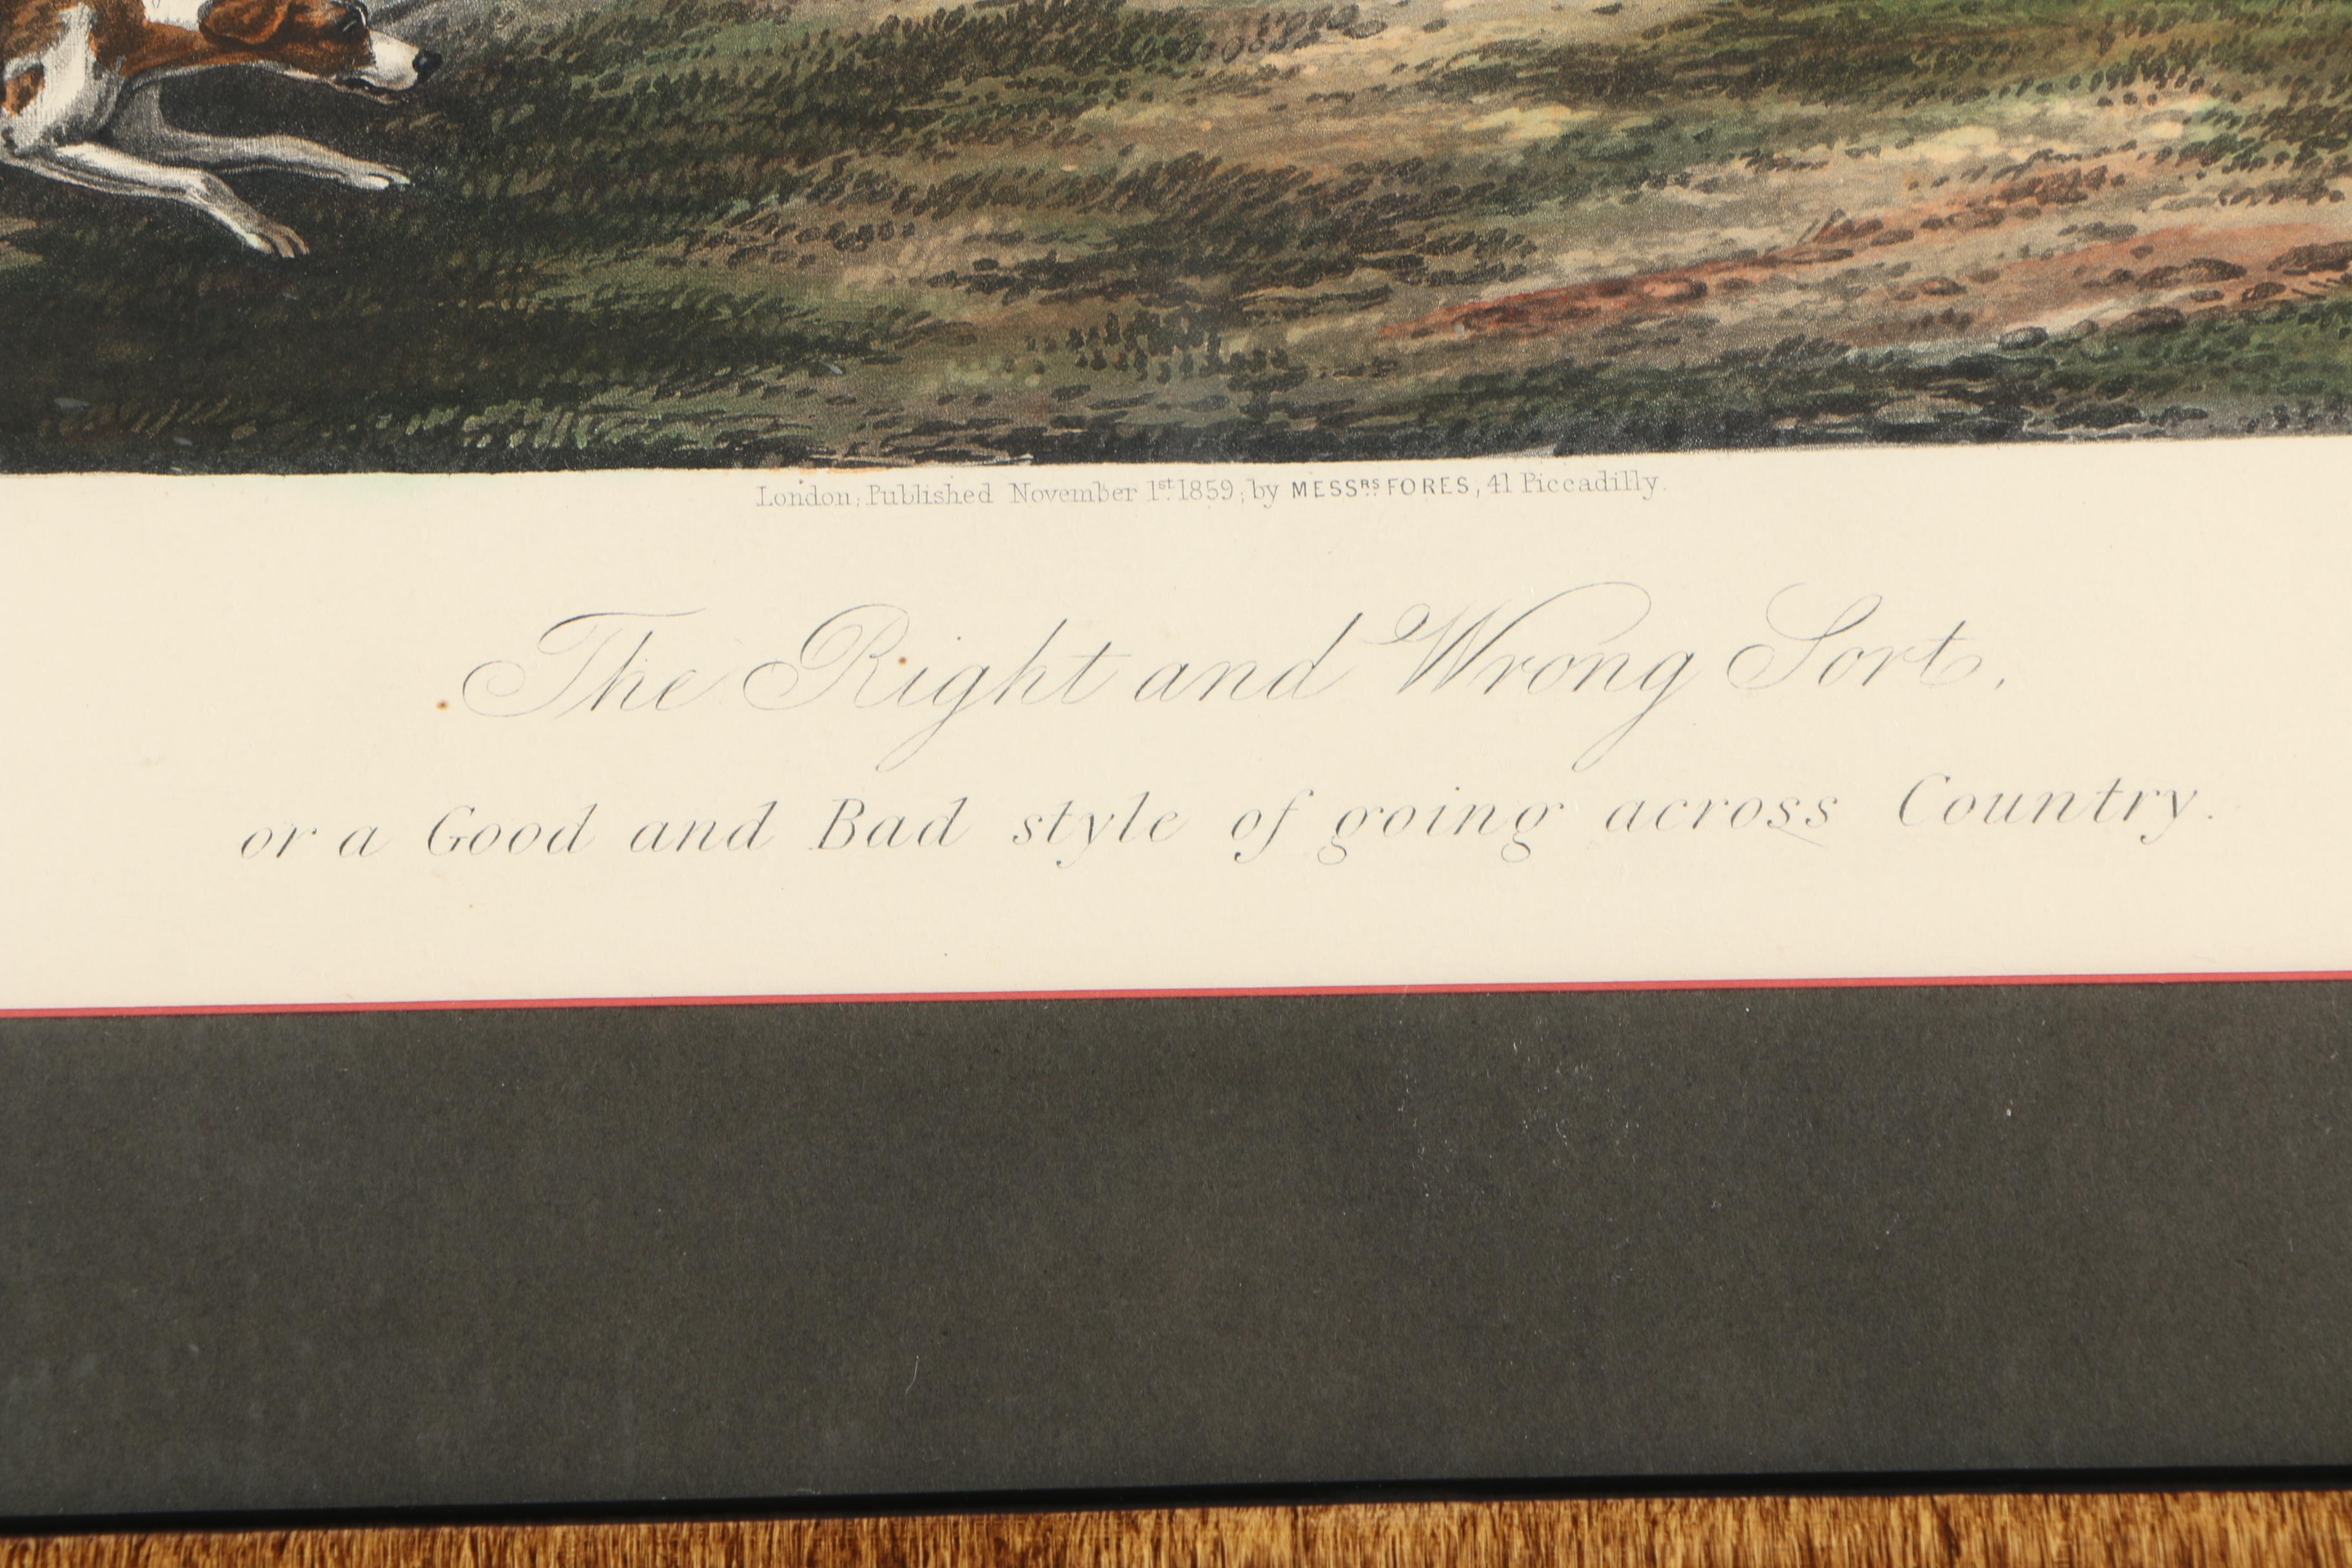 London; Published November 1st 1859; by MESSRS FORES, 41 Piccadilly.
The Right and Wrong Sort,
or a Good and Bad style of going across Country.